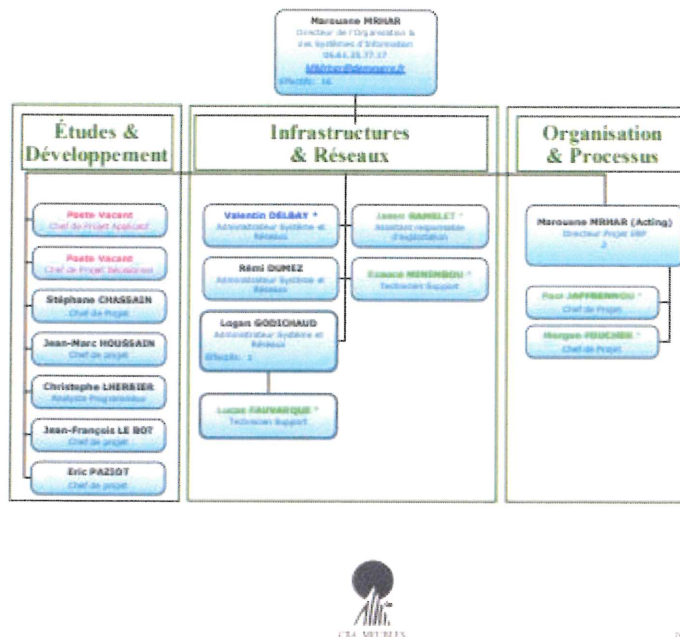 Marouane MRHAR
Directeur de l'Organisation &
des Systèmes d'Information
Effectifs: 16
Études &
Développement
Infrastructures
& Réseaux
Organisation
& Processus
Poste Vacant
Chef de Projet Applicatif
Poste Vacant
Chef de Projet Décisionnel
Stéphane CHASSAIN
Chef de Projet
Jean-Marc HOUSSAIN
Chef de projet
Christophe LHERBIER
Analyste Programmeur
Jean-François LE BOT
Chef de projet
Eric PAZIOT
Chef de projet
Valentin DELBAY *
Administrateur Système et
Réseaux
Rémi DUMEZ
Administrateur Système et
Réseaux
Logan GODICHAUD
Administrateur Système et
Réseaux
Effectifs: 1
Lucas FAUVARQUE *
Technicien Support
Jason RAMELET *
Assistant responsable
d'exploitation
Technicien Support
Marouane MRHAR (Acting)
Directeur Projet ERP
2
Paul JAFFRENNOU *
Chef de Projet
Morgan FOUCHER *
Chef de Projet